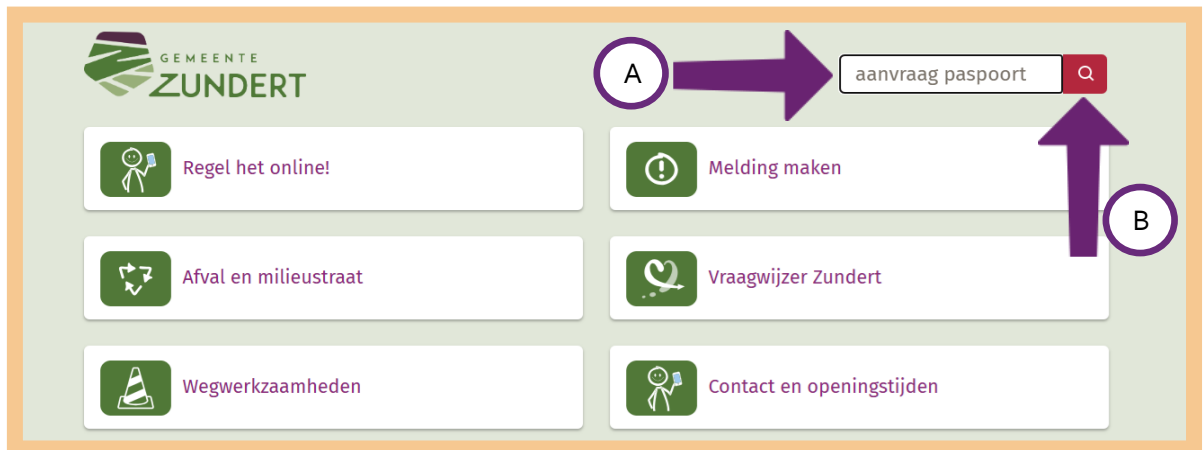 GEMEENTE
ZUNDERT
A
aanvraag paspoort
Regel het online!
Melding maken
B
Afval en milieustraat
Vraagwijzer Zundert
Wegwerkzaamheden
Contact en openingstijden